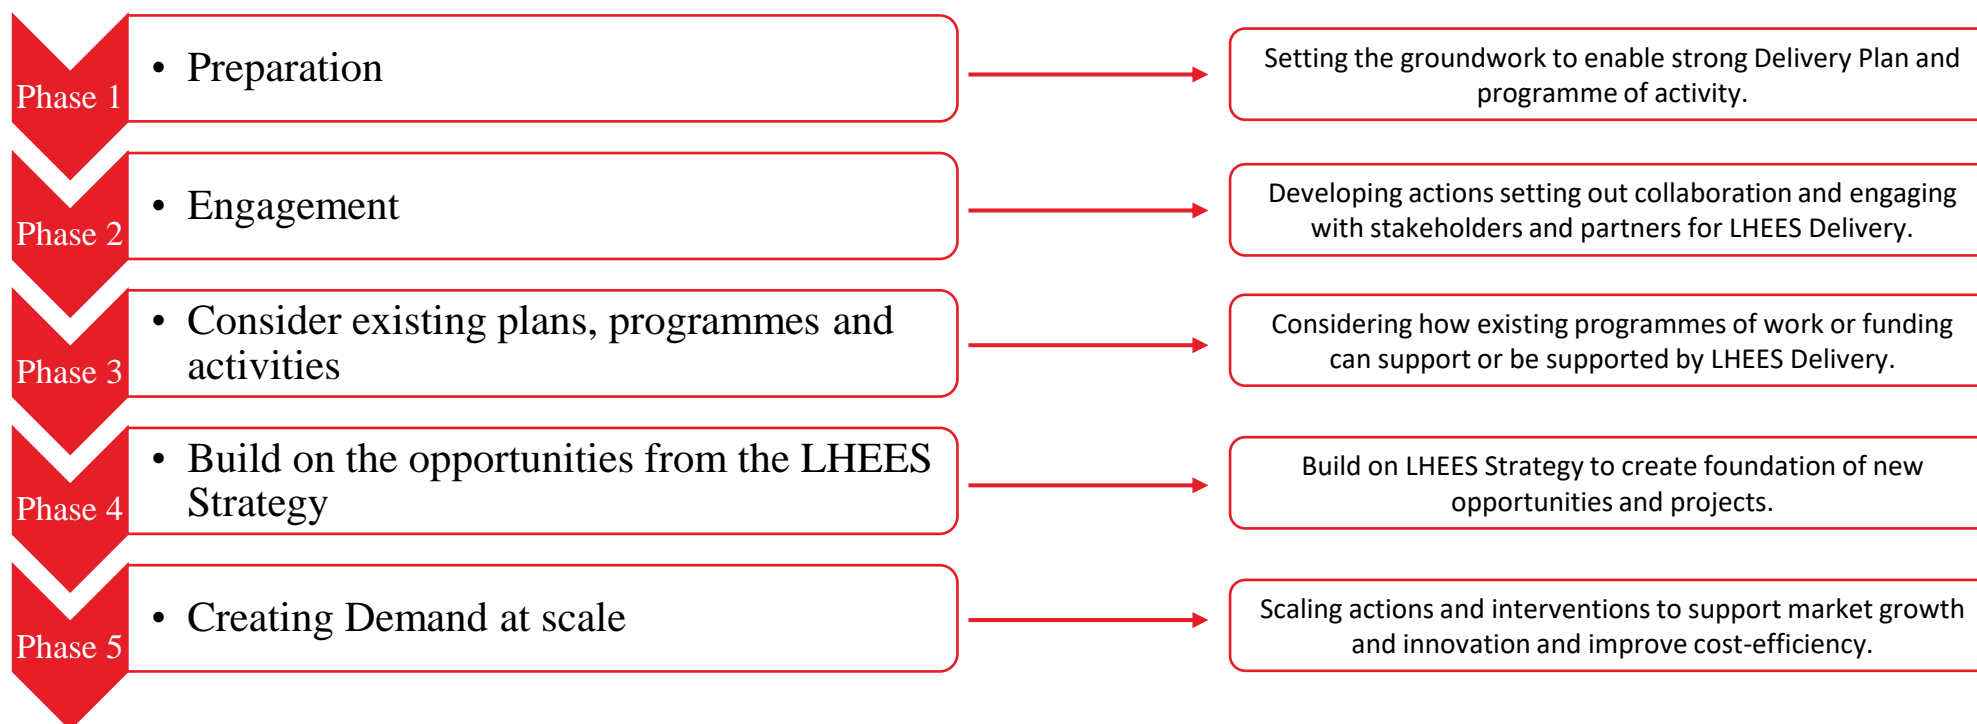 Phase 1
• Preparation
Setting the groundwork to enable strong Delivery Plan and
programme of activity.
Phase 2
• Engagement
Developing actions setting out collaboration and engaging
with stakeholders and partners for LHEES Delivery.
Phase 3
• Consider existing plans, programmes and
activities
Considering how existing programmes of work or funding
can support or be supported by LHEES Delivery.
Phase 4
• Build on the opportunities from the LHEES
Strategy
Build on LHEES Strategy to create foundation of new
opportunities and projects.
Phase 5
• Creating Demand at scale
Scaling actions and interventions to support market growth
and innovation and improve cost-efficiency.